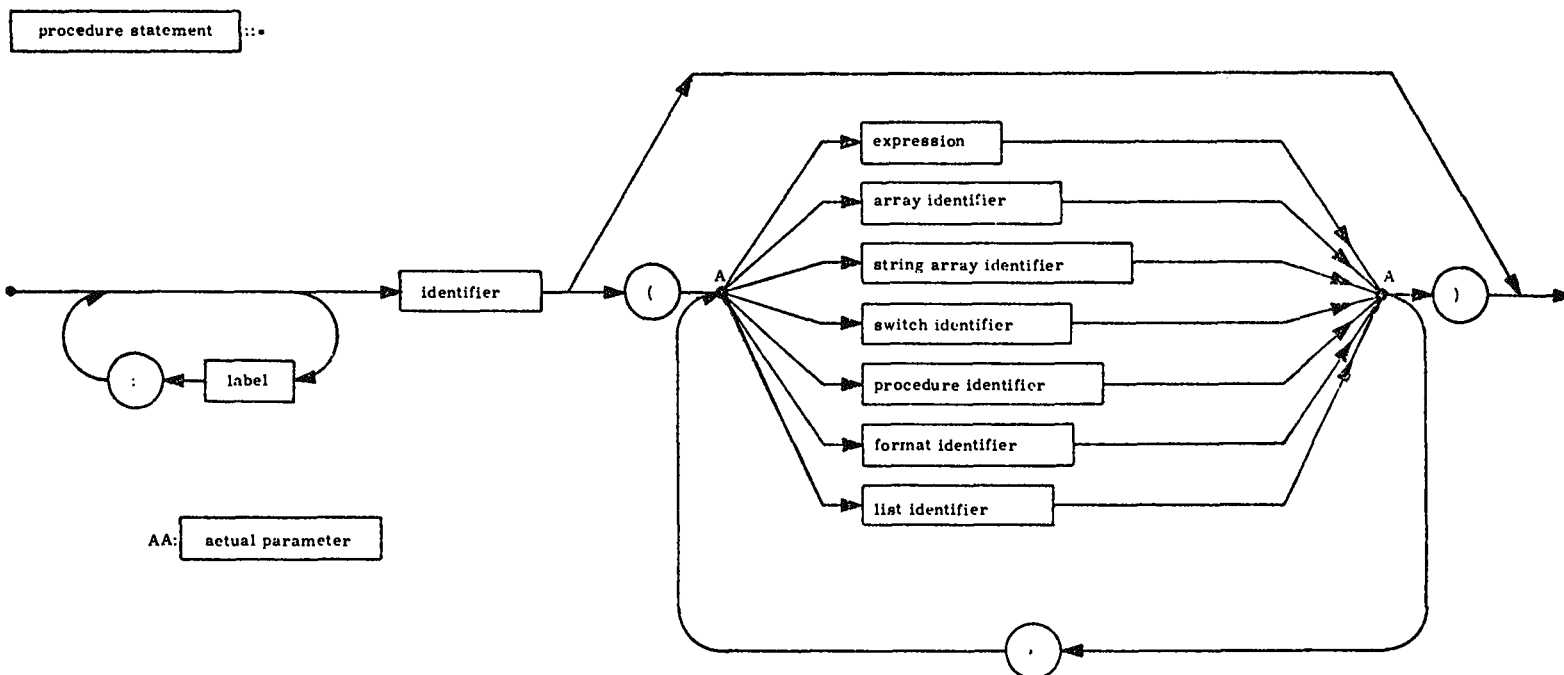 procedure statement ::=
expression
array identifier
A
string array identifier
A
identifier
(
)
switch identifier
:
label
procedure identifier
format identifier
list identifier
AA: actual parameter
,